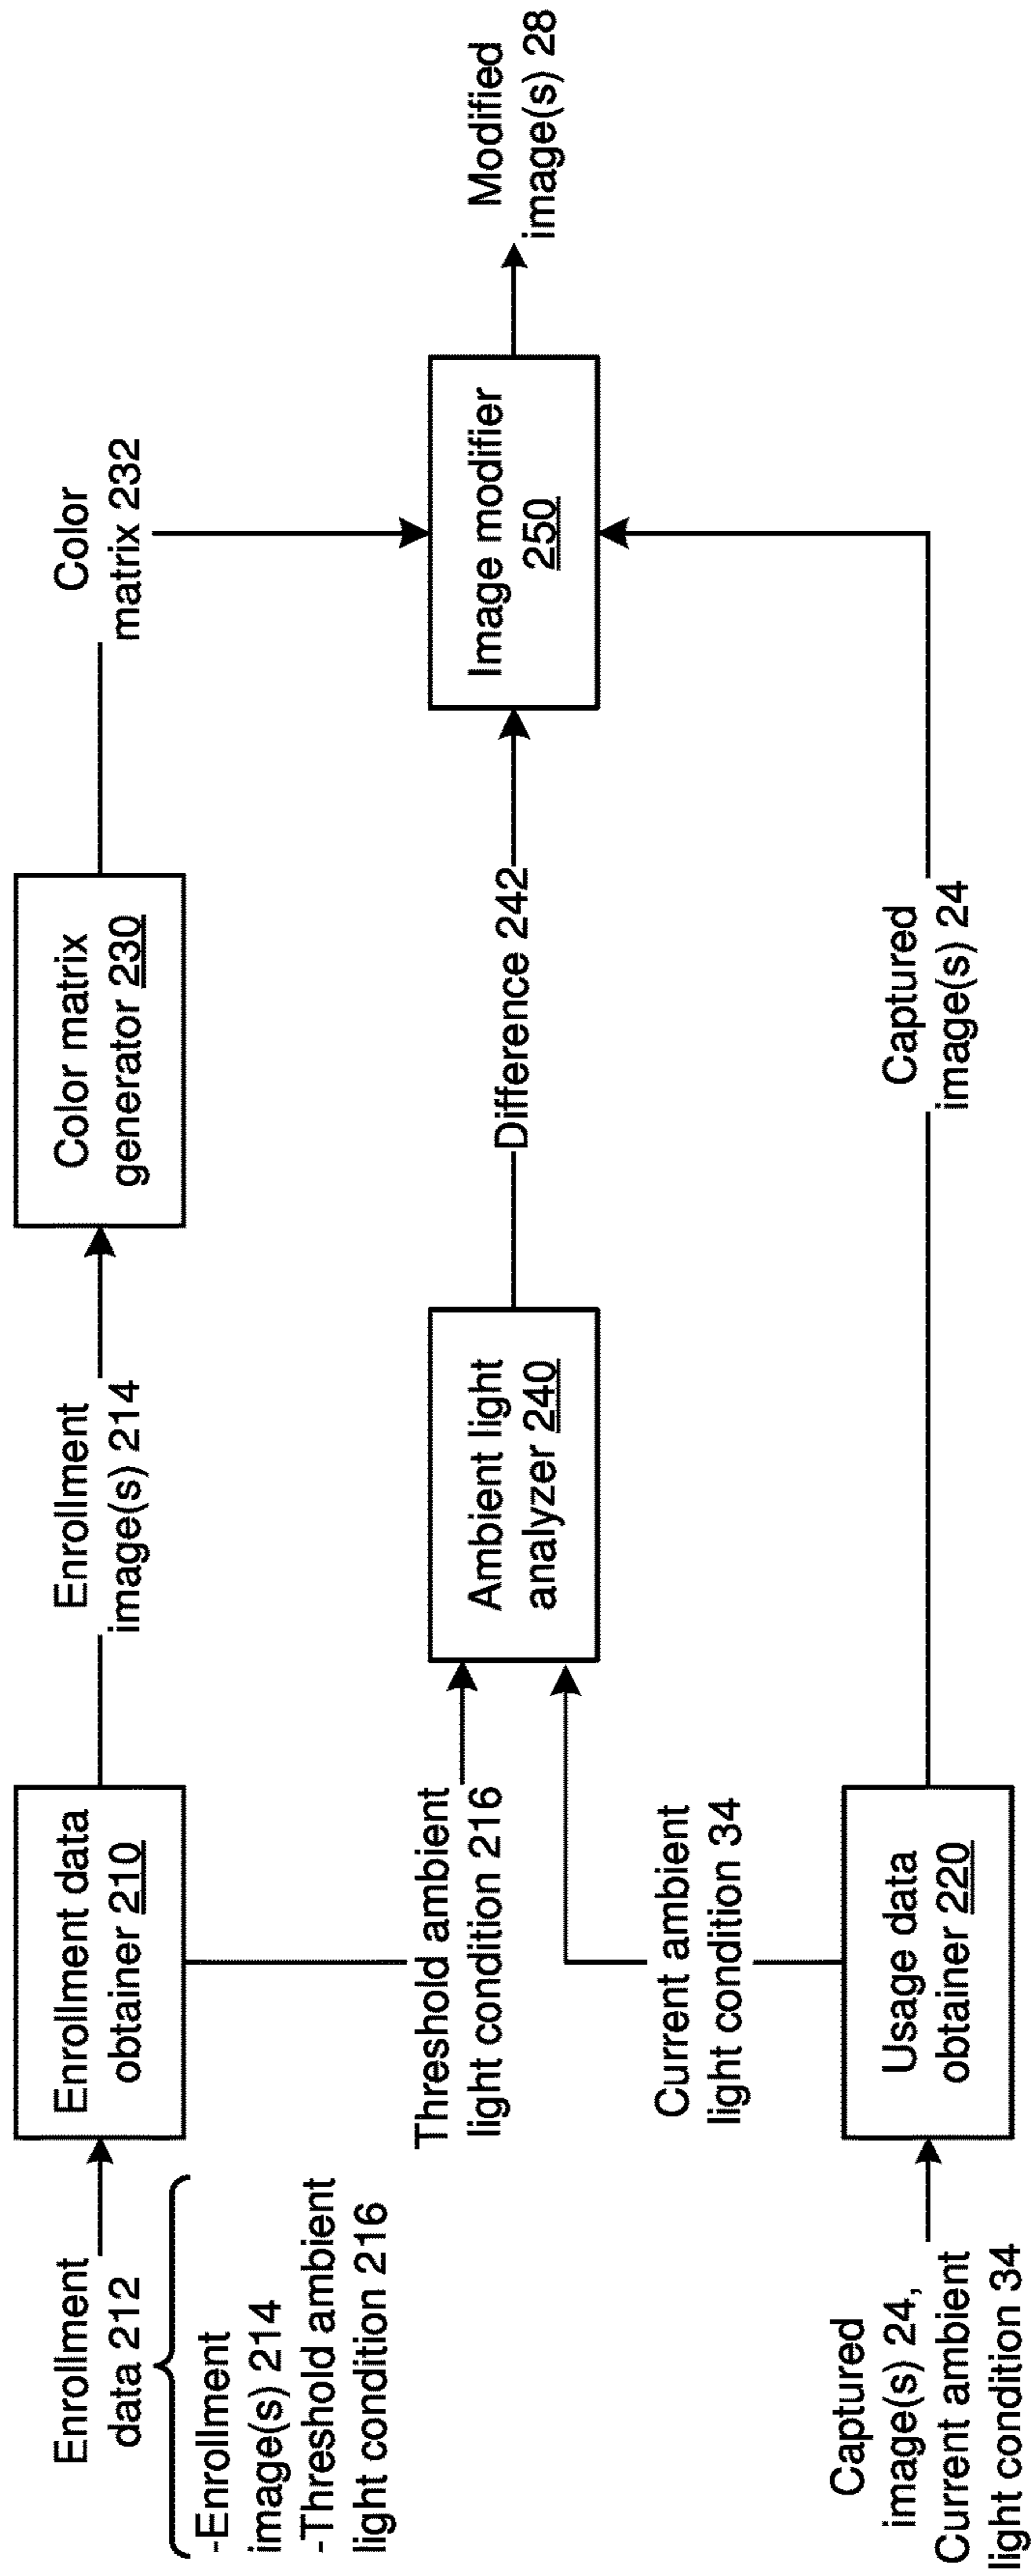 Enrollment
data 212
-Enrollment
image(s) 214
-Threshold ambient
light condition 216
Enrollment data
obtainer 210
Enrollment
image(s) 214
Color matrix
generator 230
Color
matrix 232
Threshold ambient
light condition 216
Current ambient
light condition 34
Ambient light
analyzer 240
Difference 242
Image modifier
250
Modified
image(s) 28
Captured
image(s) 24,
Current ambient
light condition 34
Usage data
obtainer 220
Captured
image(s) 24